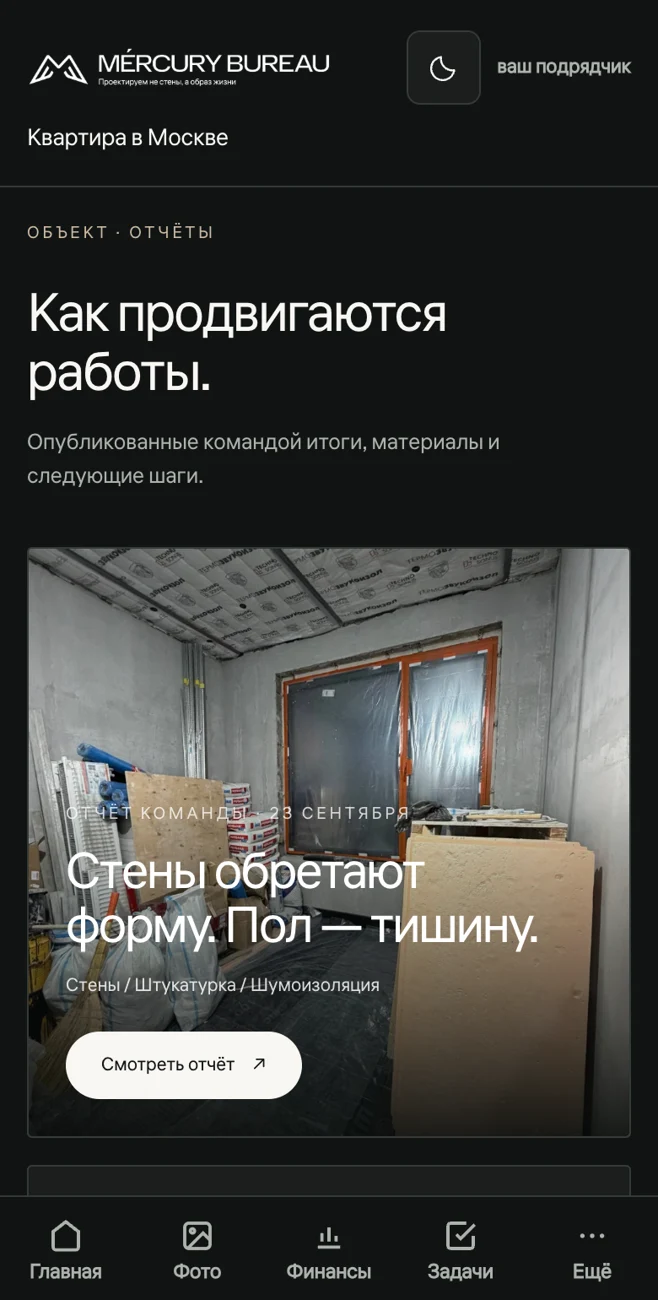 MÉRCURY BUREAU
Проектируем не стены, а образ жизни
ваш подрядчик
Квартира в Москве
ОБЪЕКТ · ОТЧЁТЫ
Как продвигаются
работы.
Опубликованные командой итоги, материалы и
следующие шаги.
ОТЧЁТ КОМАНДЫ · 23 СЕНТЯБРЯ
Стены обретают
форму. Пол — тишину.
Стены / Штукатурка / Шумоизоляция
Смотреть отчёт
Главная
Фото
Финансы
Задачи
Ещё